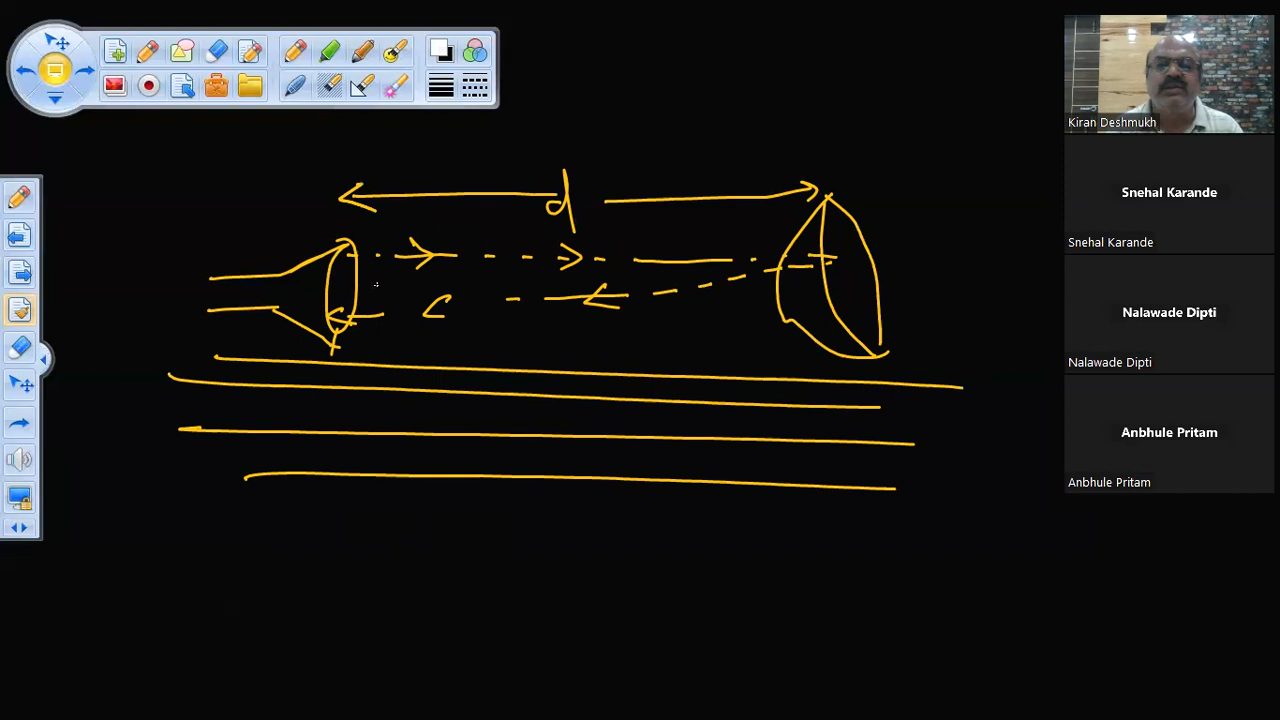 Kiran Deshmukh
d
Snehal Karande
Snehal Karande
Nalawade Dipti
Nalawade Dipti
Anbhule Pritam
Anbhule Pritam